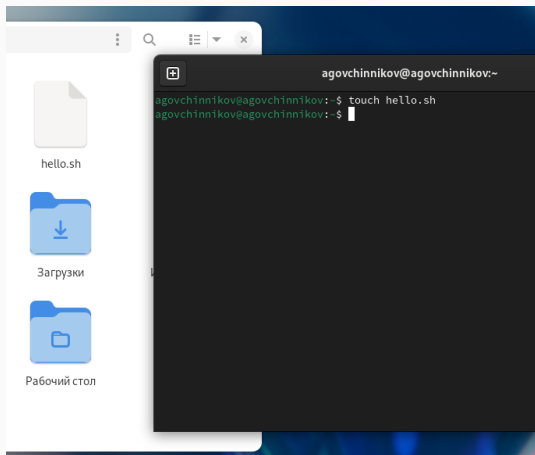 agovchinnikov@agovchinnikov:~
agovchinnikov@agovchinnikov:~$ touch hello.sh
agovchinnikov@agovchinnikov:~$
hello.sh
Загрузки
Рабочий стол